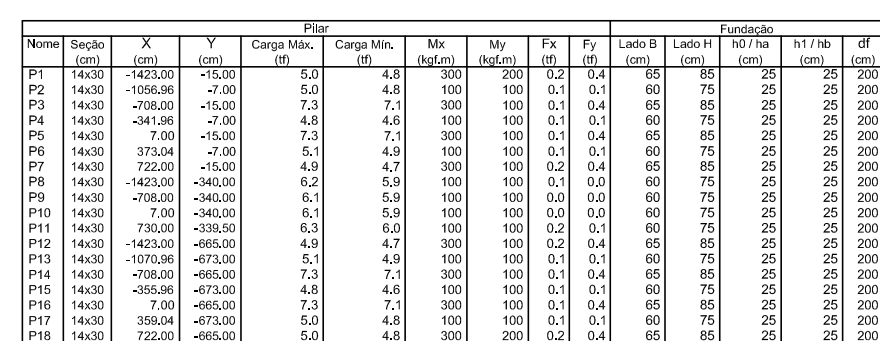 Pilar Fundação
Nome Seção X Y Carga Máx. Carga Mín. Mx My Fx Fy Lado B Lado H h0 / ha h1 / hb df
(cm) (cm) (cm) (tf) (tf) (kgf.m) (kgf.m) (tf) (tf) (cm) (cm) (cm) (cm) (cm)
P1 14x30 -1423.00 -15.00 5.0 4.8 300 200 0.2 0.4 65 85 25 25 200
P2 14x30 -1056.96 -7.00 5.0 4.8 100 100 0.1 0.1 60 75 25 25 200
P3 14x30 -708.00 -15.00 7.3 7.1 300 100 0.1 0.4 65 85 25 25 200
P4 14x30 -341.96 -7.00 4.8 4.6 100 100 0.1 0.1 60 75 25 25 200
P5 14x30 7.00 -15.00 7.3 7.1 300 100 0.1 0.4 65 85 25 25 200
P6 14x30 373.04 -7.00 5.1 4.9 100 100 0.1 0.1 60 75 25 25 200
P7 14x30 722.00 -15.00 4.9 4.7 300 100 0.2 0.4 65 85 25 25 200
P8 14x30 -1423.00 -340.00 6.2 5.9 100 100 0.1 0.0 60 75 25 25 200
P9 14x30 -708.00 -340.00 6.1 5.9 100 100 0.0 0.0 60 75 25 25 200
P10 14x30 7.00 -340.00 6.1 5.9 100 100 0.0 0.0 60 75 25 25 200
P11 14x30 730.00 -339.50 6.3 6.0 100 100 0.2 0.1 60 75 25 25 200
P12 14x30 -1423.00 -665.00 4.9 4.7 300 100 0.2 0.4 65 85 25 25 200
P13 14x30 -1070.96 -673.00 5.1 4.9 100 100 0.1 0.1 60 75 25 25 200
P14 14x30 -708.00 -665.00 7.3 7.1 300 100 0.1 0.4 65 85 25 25 200
P15 14x30 -355.96 -673.00 4.8 4.6 100 100 0.1 0.1 60 75 25 25 200
P16 14x30 7.00 -665.00 7.3 7.1 300 100 0.1 0.4 65 85 25 25 200
P17 14x30 359.04 -673.00 5.0 4.8 100 100 0.1 0.1 60 75 25 25 200
P18 14x30 722.00 -665.00 5.0 4.8 300 200 0.2 0.4 65 85 25 25 200